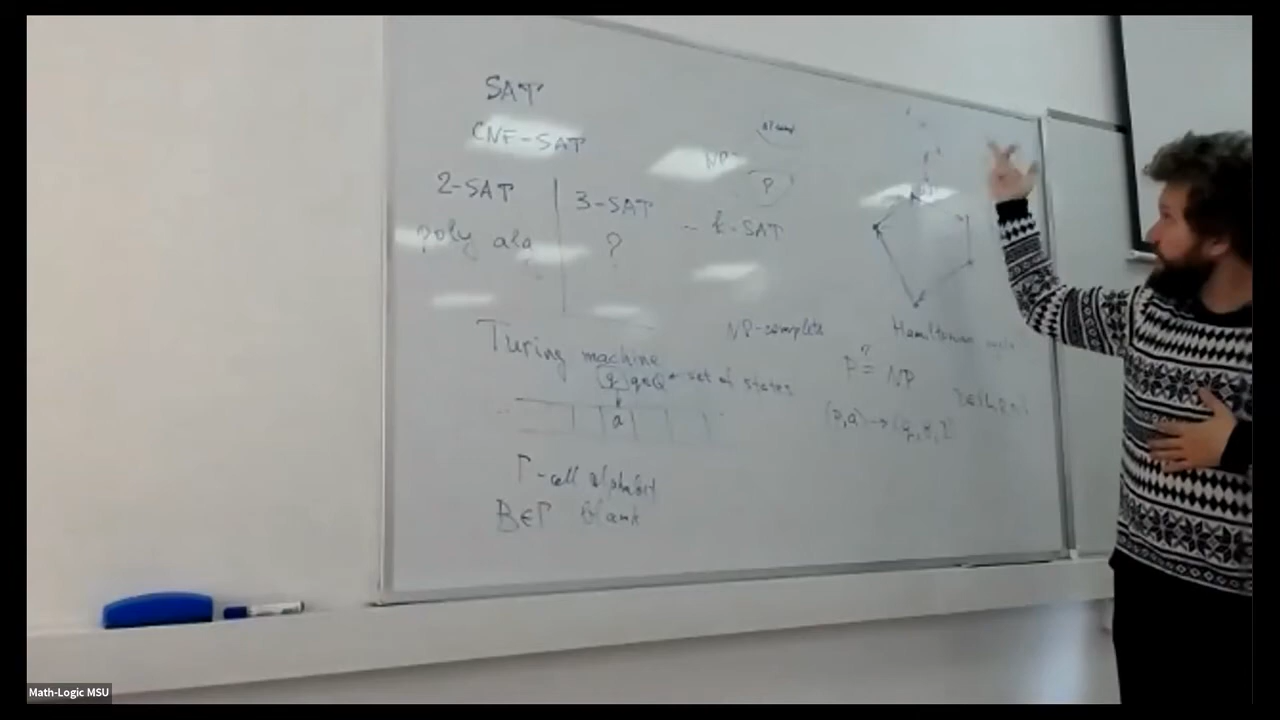 SAT
CNF-SAT
2-SAT
3-SAT
k-SAT
poly alg
?
NP
P
Turing machine
q q∈Q set of states
a
Γ-cell alphabet
B∈Γ blank
NP-complete
Hamiltonian cycle
P ?= NP
Math-Logic MSU